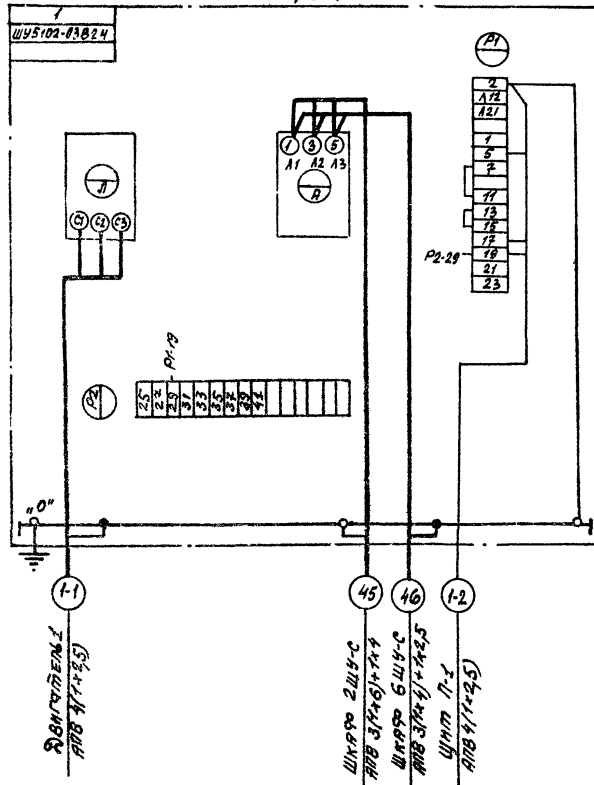 1
ШУ5102-03В24
Р1
2
А12
А21
1
5
7
11
13
15
17
19
21
23
Р2-29
Л
С1 С2 С3
1 3 5
А1 А2 А3
А
Р2
Р1-19
25
27
29
31
33
35
37
39
41
„0"
1-1
45
46
1-2
Двигатель 1
АПВ 4(1×2,5)
Шкаф 2ШУ-С
АПВ 3(1×6)+1×4
Шкаф 6ШУ-С
АПВ 3(1×4)+1×2,5
Щит П-1
АПВ 4(1×2,5)